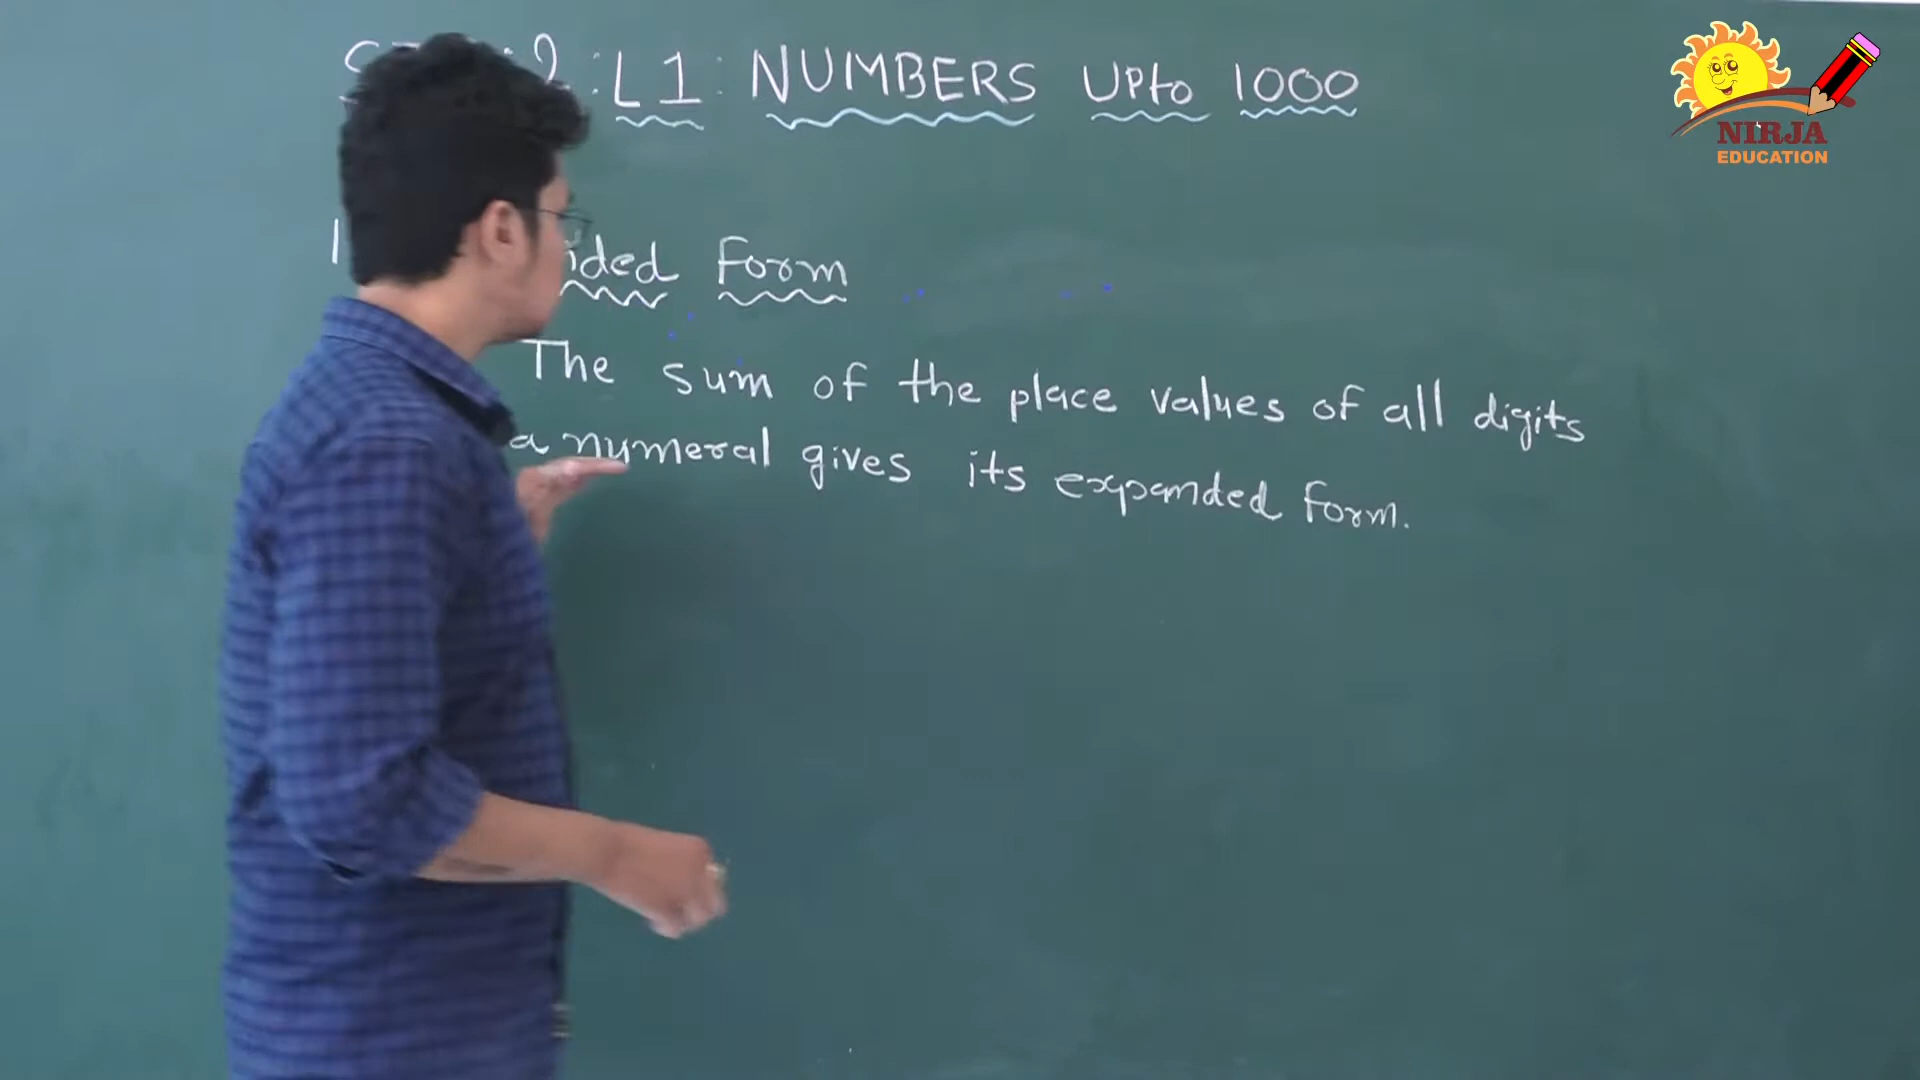 2 : L1 : NUMBERS UPto 1000
Form
The sum of the place values of all digits
a numeral gives its expanded form.
NIRJA
EDUCATION